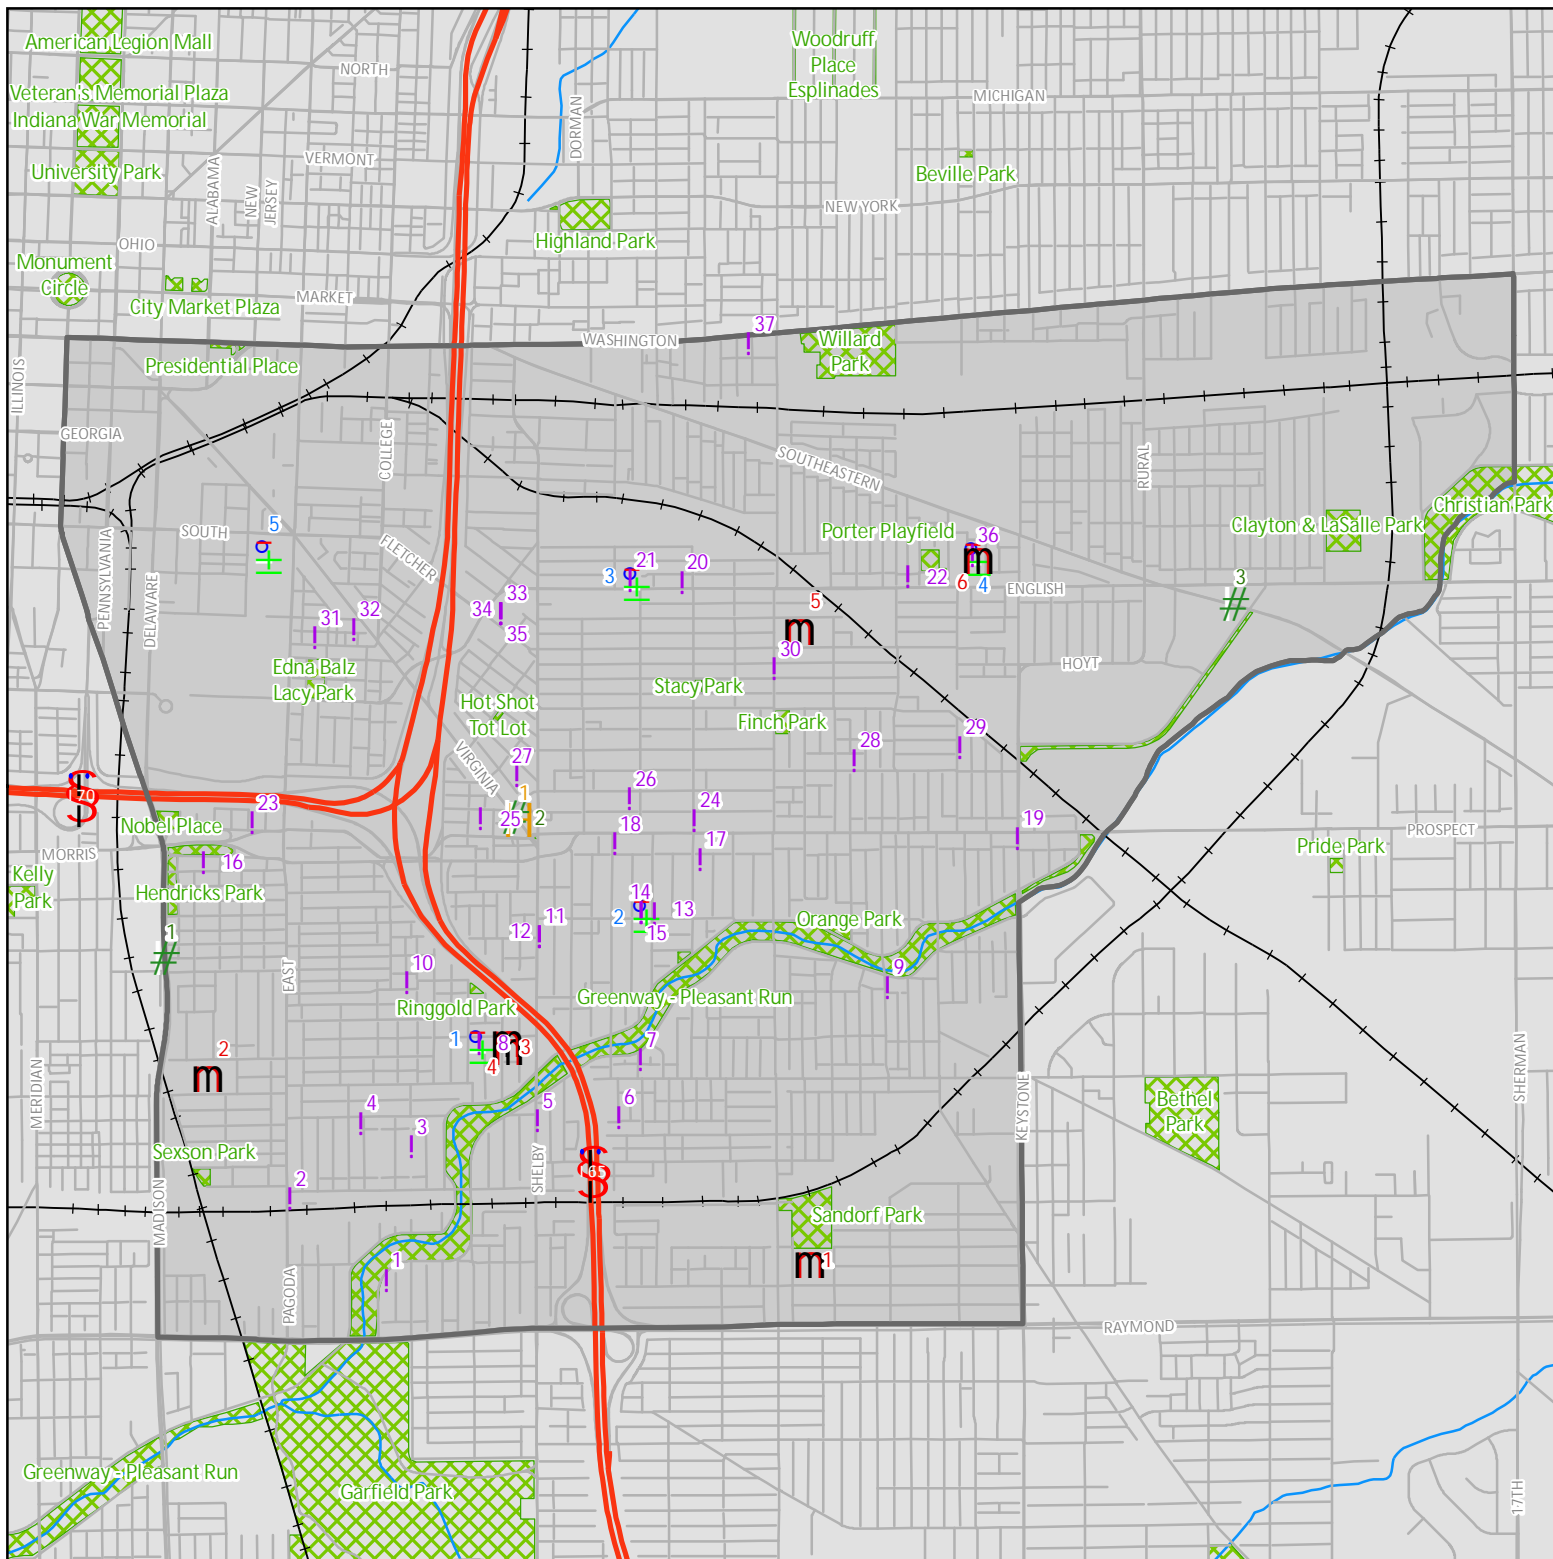 American Legion Mall
NORTH
Woodruff
Place
Esplinades
Veteran's Memorial Plaza
Indiana War Memorial
DORMAN
MICHIGAN
University Park
VERMONT
ALABAMA
NEW
JERSEY
Beville Park
NEW YORK
OHIO
Highland Park
Monument
Circle
City Market Plaza
MARKET
37
WASHINGTON
Willard
Park
Presidential Place
ILLINOIS
GEORGIA
COLLEGE
SOUTHEASTERN
RURAL
Christian Park
5
SOUTH
PENNSYLVANIA
DELAWARE
FLETCHER
Porter Playfield
Clayton & LaSalle Park
36
21
20
3
22
m
6
4
ENGLISH
3
#
33
34
35
31
32
5
m
30
Edna Balz
Lacy Park
HOYT
Stacy Park
Hot Shot
Tot Lot
Finch Park
28
29
VIRGINIA
27
26
1
70
23
Nobel Place
25
2
24
18
17
19
PROSPECT
MORRIS
16
Pride Park
Kelly
Park
Hendricks Park
14
2
13
15
Orange Park
11
12
1
#
EAST
10
9
Ringgold Park
Greenway - Pleasant Run
1
8
m
3
4
7
2
m
MERIDIAN
SHERMAN
KEYSTONE
Bethel
Park
4
3
5
6
Sexson Park
2
MADISON
SHELBY
65
Sandorf Park
m
1
1
PAGODA
RAYMOND
Greenway - Pleasant Run
Garfield Park
17TH